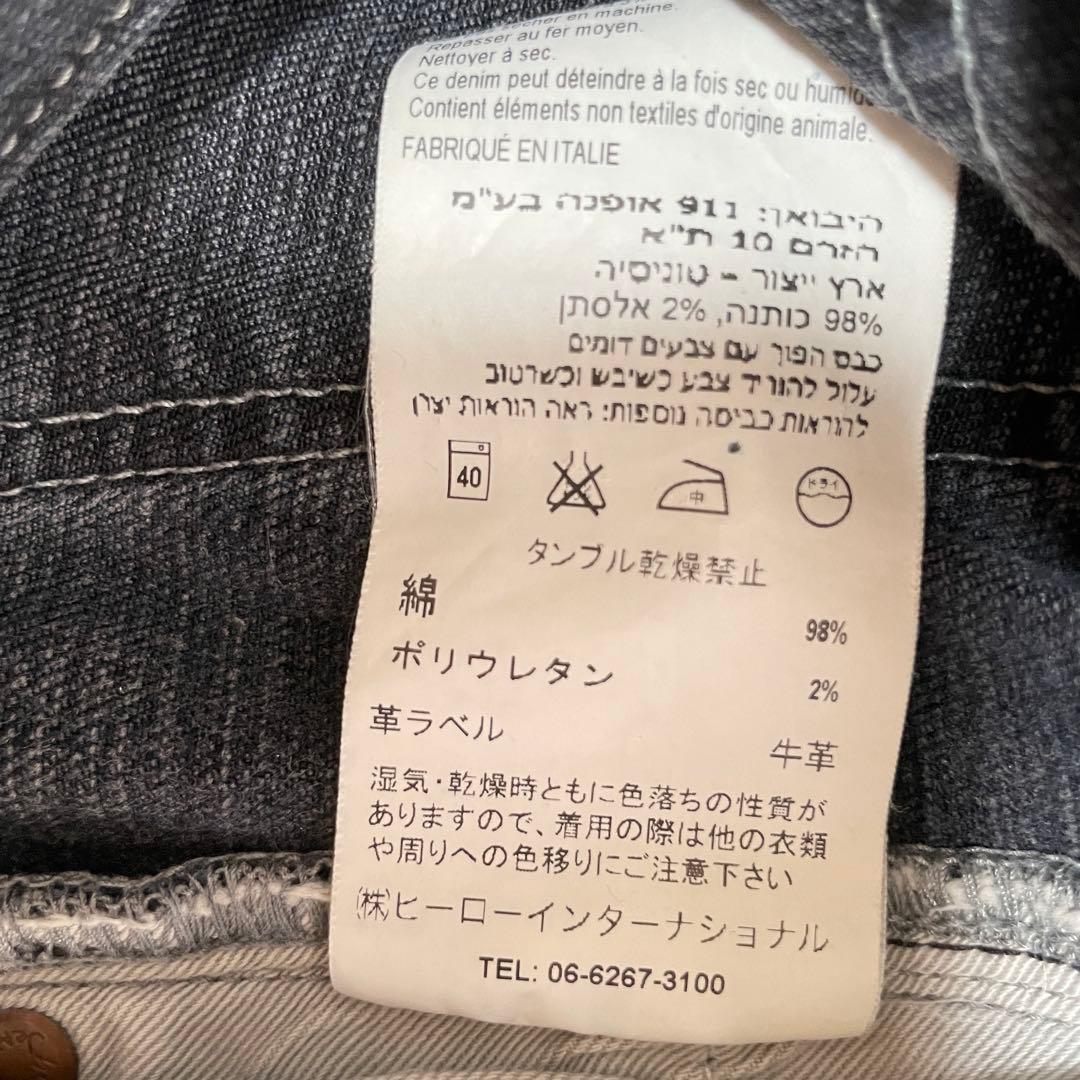 sécher en machine.
Repasser au fer moyen.
Nettoyer à sec.
Ce denim peut déteindre à la fois sec ou humide
Contient éléments non textiles d'origine animale.
FABRIQUÉ EN ITALIE
היבואן: 911 אופנה בע"מ
הזרם 10 ת"א
ארץ ייצור - טוניסיה
98% כותנה, 2% אלסתן
כבס הפוך עם צבעים דומים
עלול להוריד צבע כשיבש וכשרטוב
להוראות כביסה נוספות: ראה הוראות יצרן
40
中
ドライ
タンブル乾燥禁止
綿 98%
ポリウレタン 2%
革ラベル 牛革
湿気・乾燥時ともに色落ちの性質が
ありますので、着用の際は他の衣類
や周りへの色移りにご注意下さい
(株)ヒーローインターナショナル
TEL: 06-6267-3100